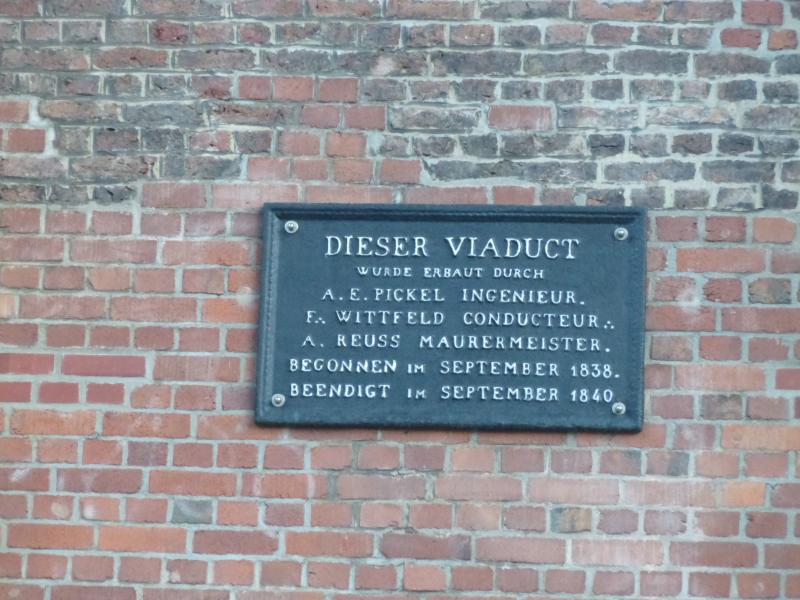 DIESER VIADUCT
WURDE ERBAUT DURCH
A. E. PICKEL INGENIEUR.
F.. WITTFELD CONDUCTEUR..
A. REUSS MAURERMEISTER.
BEGONNEN IM SEPTEMBER 1838.
BEENDIGT IM SEPTEMBER 1840